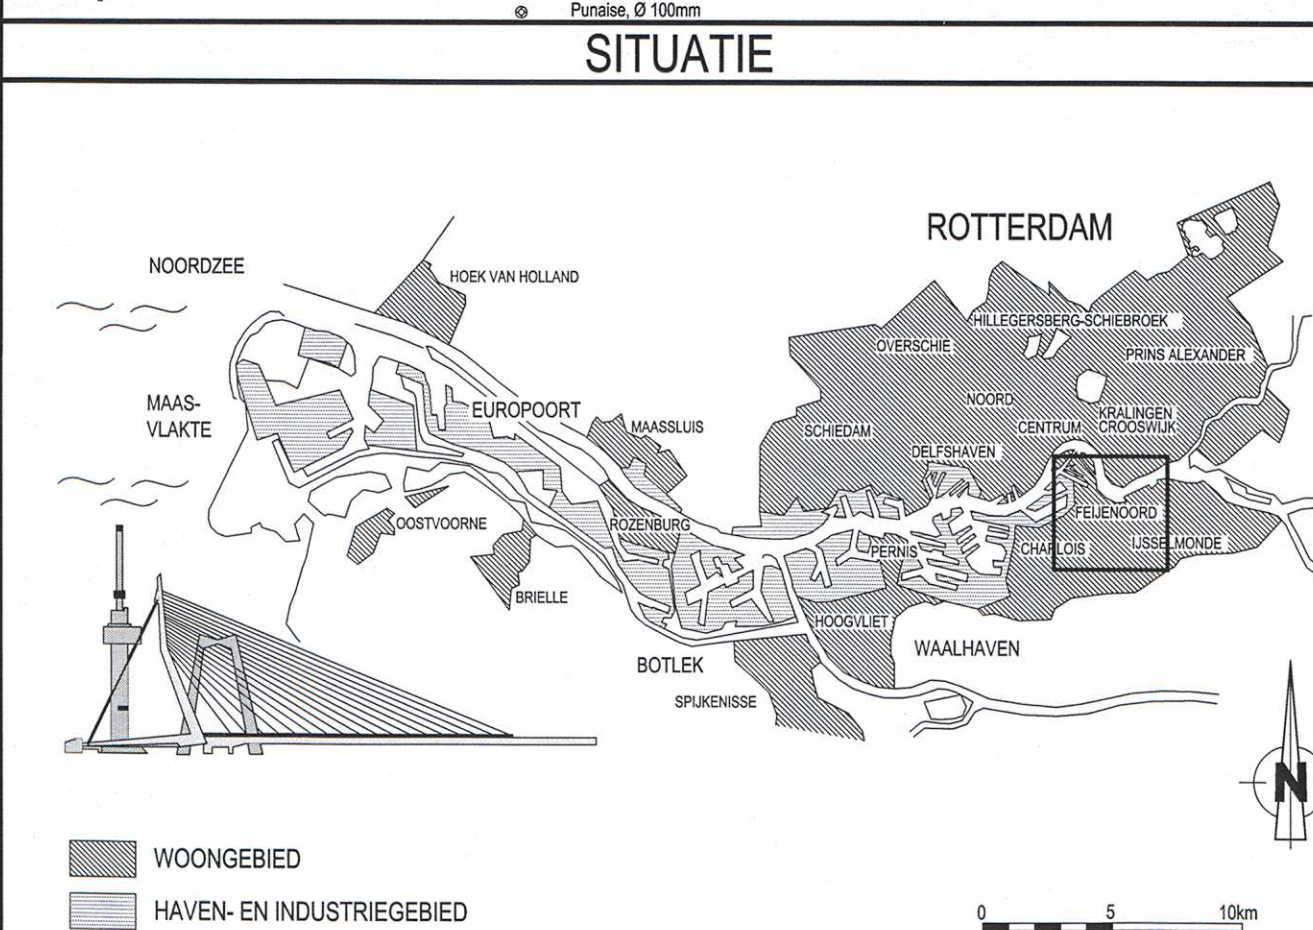 Punaise, Ø 100mm
SITUATIE
ROTTERDAM
NOORDZEE
HOEK VAN HOLLAND
HILLEGERSBERG-SCHIEBROEK
OVERSCHIE
PRINS ALEXANDER
MAAS-
VLAKTE
EUROPOORT
NOORD
KRALINGEN
CROOSWIJK
MAASSLUIS
SCHIEDAM
CENTRUM
DELFSHAVEN
OOSTVOORNE
ROZENBURG
FEIJENOORD
PERNIS
CHARLOIS
IJSSELMONDE
BRIELLE
HOOGVLIET
WAALHAVEN
BOTLEK
SPIJKENISSE
N
WOONGEBIED
HAVEN- EN INDUSTRIEGEBIED
0 5 10km